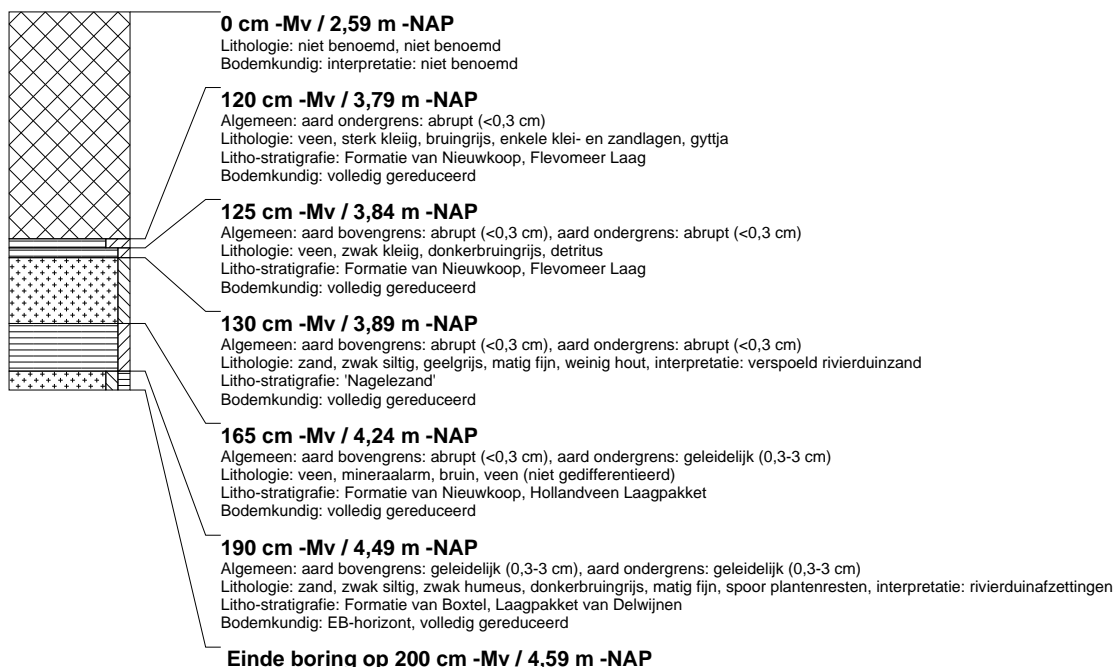 0 cm -Mv / 2,59 m -NAP
Lithologie: niet benoemd, niet benoemd
Bodemkundig: interpretatie: niet benoemd
120 cm -Mv / 3,79 m -NAP
Algemeen: aard ondergrens: abrupt (<0,3 cm)
Lithologie: veen, sterk kleiig, bruingrijs, enkele klei- en zandlagen, gyttja
Litho-stratigrafie: Formatie van Nieuwkoop, Flevomeer Laag
Bodemkundig: volledig gereduceerd
125 cm -Mv / 3,84 m -NAP
Algemeen: aard bovengrens: abrupt (<0,3 cm), aard ondergrens: abrupt (<0,3 cm)
Lithologie: veen, zwak kleiig, donkerbruingrijs, detritus
Litho-stratigrafie: Formatie van Nieuwkoop, Flevomeer Laag
Bodemkundig: volledig gereduceerd
130 cm -Mv / 3,89 m -NAP
Algemeen: aard bovengrens: abrupt (<0,3 cm), aard ondergrens: abrupt (<0,3 cm)
Lithologie: zand, zwak siltig, geelgrijs, matig fijn, weinig hout, interpretatie: verspoeld rivierduinzand
Litho-stratigrafie: 'Nagelezand'
Bodemkundig: volledig gereduceerd
165 cm -Mv / 4,24 m -NAP
Algemeen: aard bovengrens: abrupt (<0,3 cm), aard ondergrens: geleidelijk (0,3-3 cm)
Lithologie: veen, mineraalarm, bruin, veen (niet gedifferentieerd)
Litho-stratigrafie: Formatie van Nieuwkoop, Hollandveen Laagpakket
Bodemkundig: volledig gereduceerd
190 cm -Mv / 4,49 m -NAP
Algemeen: aard bovengrens: geleidelijk (0,3-3 cm), aard ondergrens: geleidelijk (0,3-3 cm)
Lithologie: zand, zwak siltig, zwak humeus, donkerbruingrijs, matig fijn, spoor plantenresten, interpretatie: rivierduinafzettingen
Litho-stratigrafie: Formatie van Boxtel, Laagpakket van Delwijnen
Bodemkundig: EB-horizont, volledig gereduceerd
Einde boring op 200 cm -Mv / 4,59 m -NAP